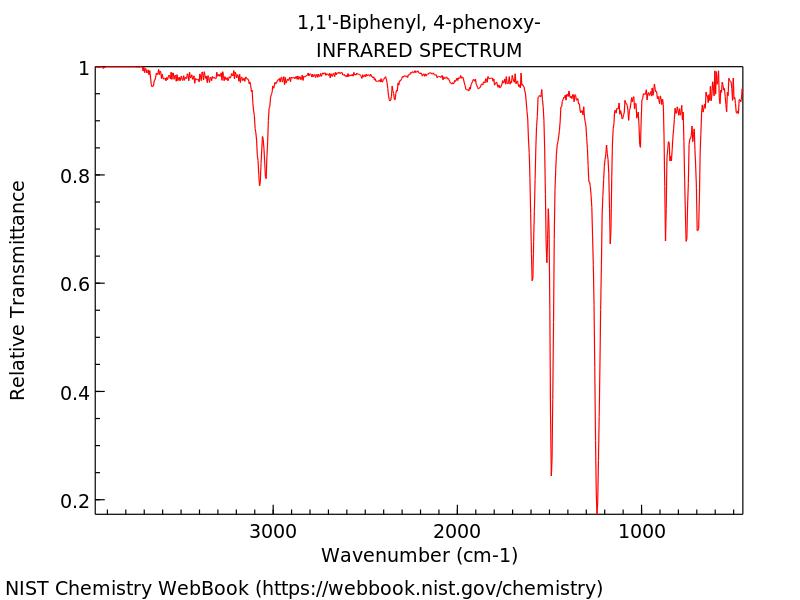 1,1'-Biphenyl, 4-phenoxy-
INFRARED SPECTRUM
1
0.8
0.6
0.4
0.2
Relative Transmittance
3000 2000 1000
Wavenumber (cm-1)
NIST Chemistry WebBook (https://webbook.nist.gov/chemistry)